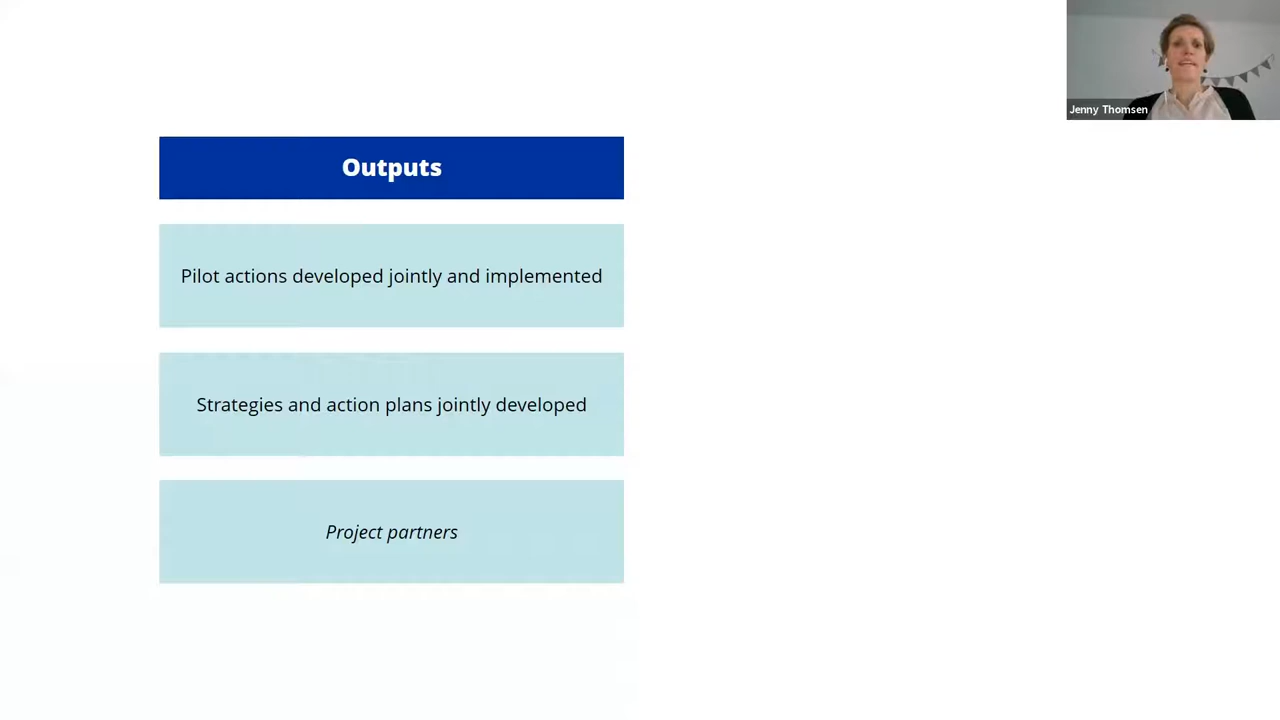 Jenny Thomsen
Outputs
Pilot actions developed jointly and implemented
Strategies and action plans jointly developed
Project partners